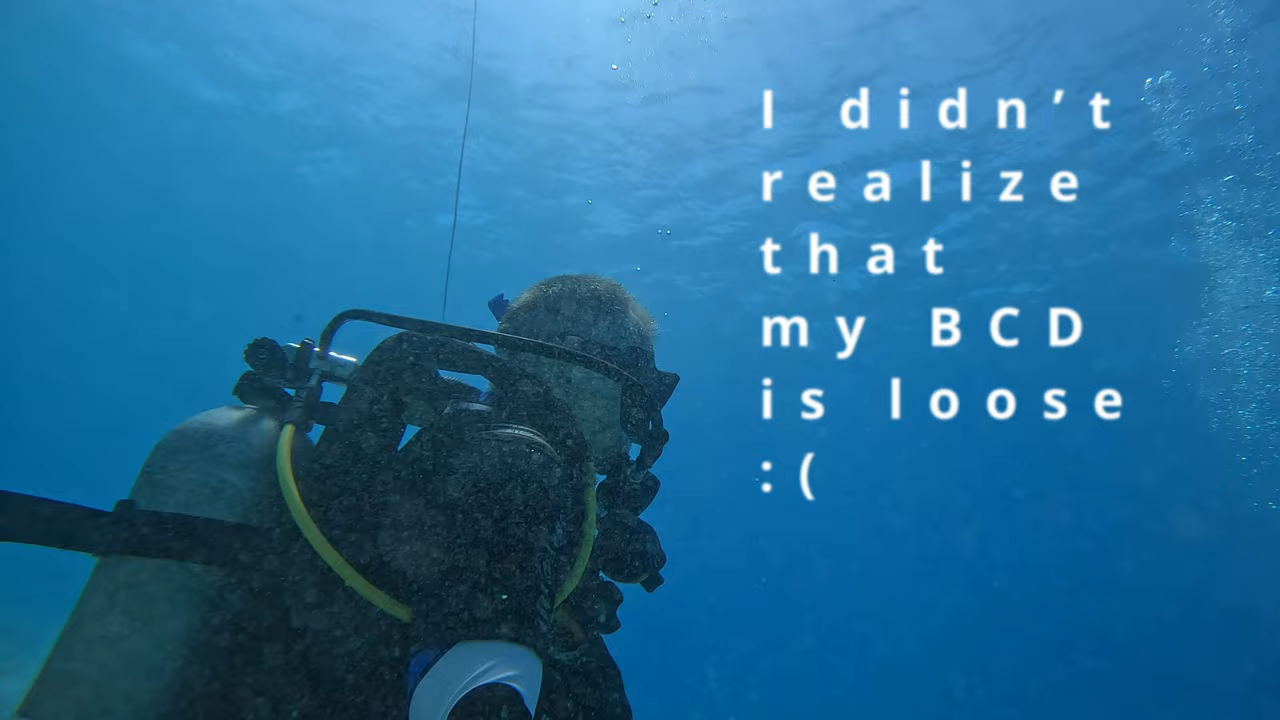 I didn’t
realize
that
my BCD
is loose
:(